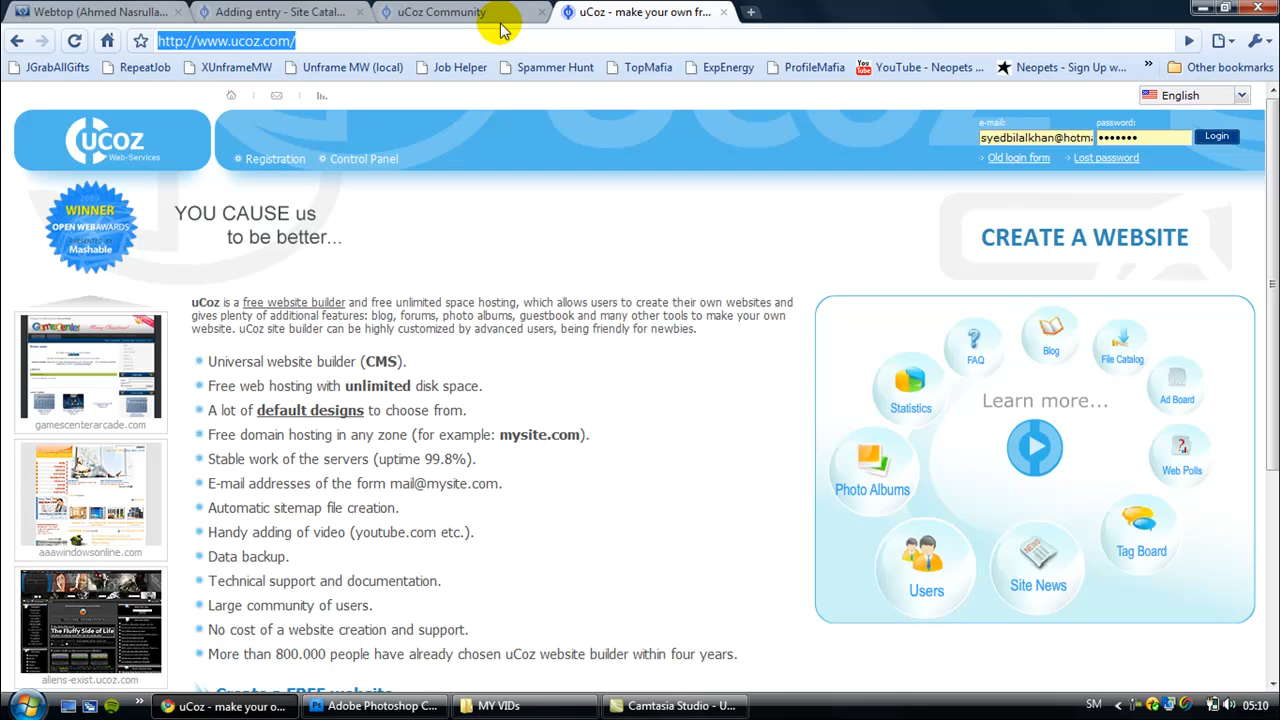 Webtop (Ahmed Nasrulla...
Adding entry - Site Catal...
uCoz Community
uCoz - make your own fr...
http://www.ucoz.com/
JGrabAllGifts
RepeatJob
XUnframeMW
Unframe MW (local)
Job Helper
Spammer Hunt
TopMafia
ExpEnergy
ProfileMafia
YouTube - Neopets ...
Neopets - Sign up w...
Other bookmarks
English
uCOZ
Web-Services
Registration
Control Panel
e-mail:
password:
syedbilalkhan@hotm
Login
Old login form
Lost password
WINNER
OPEN WEB AWARDS
PRESENTED BY
Mashable
YOU CAUSE us
to be better...
CREATE A WEBSITE
uCoz is a free website builder and free unlimited space hosting, which allows users to create their own websites and
gives plenty of additional features: blog, forums, photo albums, guestbook and many other tools to make your own
website. uCoz site builder can be highly customized by advanced users, being friendly for newbies.
Universal website builder (CMS).
Free web hosting with unlimited disk space.
A lot of default designs to choose from.
Free domain hosting in any zone (for example: mysite.com).
Stable work of the servers (uptime 99.8%).
E-mail addresses of the form mail@mysite.com.
Automatic sitemap file creation.
Handy adding of video (youtube.com etc.).
Data backup.
Technical support and documentation.
Large community of users.
No cost of a website creation and support.
More than 800,000 people have already chosen uCoz website builder within four years.
Create a FREE website
gamescenterarcade.com
aaawindowsonline.com
The Fluffy Side of Life
aliens-exist.ucoz.com
FAQ
Blog
File Catalog
Statistics
Learn more...
Ad Board
Photo Albums
Web Polls
Tag Board
Users
Site News
uCoz - make your o...
Adobe Photoshop C...
MY VIDs
Camtasia Studio - U...
SM
05:10